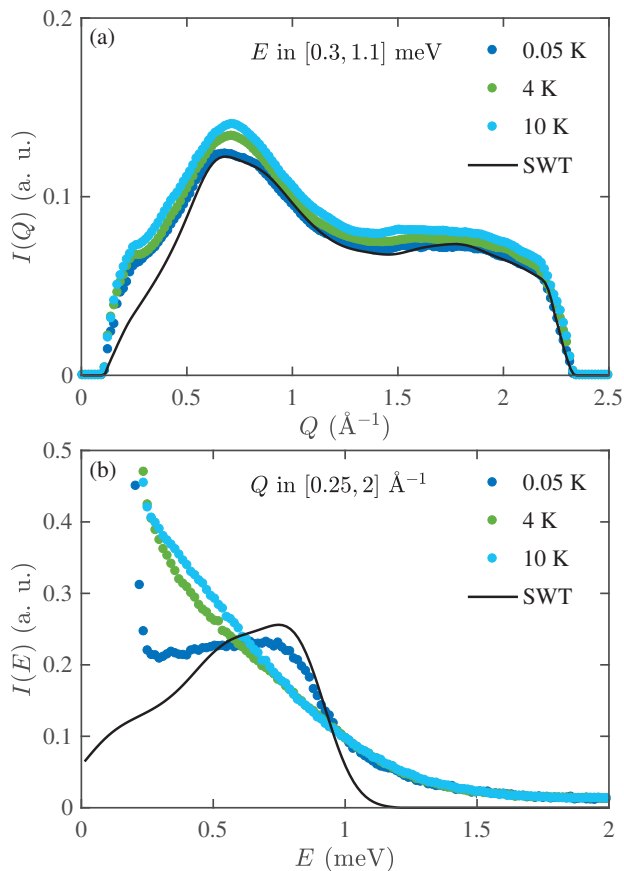 (a)
E in [0.3, 1.1] meV
0.05 K
4 K
10 K
SWT
I(Q) (a. u.)
0.2
0.1
0
0 0.5 1 1.5 2 2.5
Q (Å⁻¹)
(b)
Q in [0.25, 2] Å⁻¹
0.05 K
4 K
10 K
SWT
I(E) (a. u.)
0.5
0.4
0.3
0.2
0.1
0
0 0.5 1 1.5 2
E (meV)